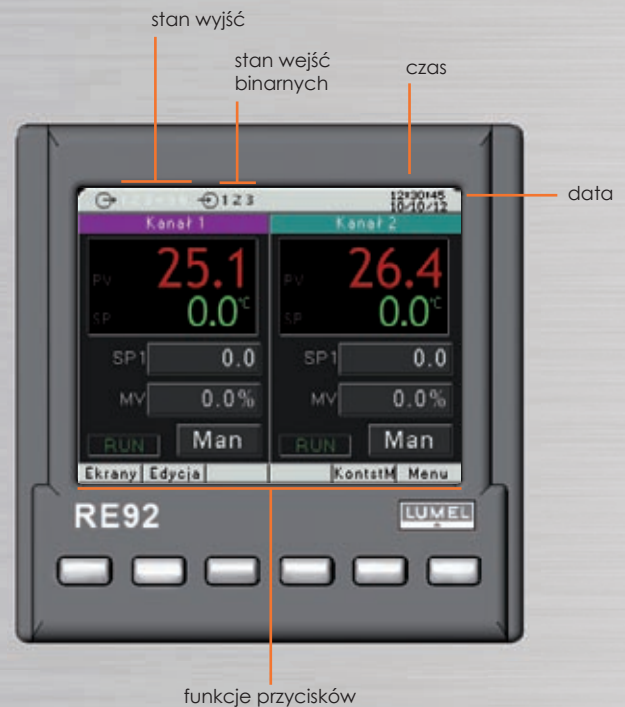 stan wyjść
stan wejść
binarnych
czas
data
123
12:30:45
10/10/12
Kanał 1
Kanał 2
PV 25.1
SP 0.0 °C
PV 26.4
SP 0.0 °C
SP1 0.0
SP1 0.0
MV 0.0%
MV 0.0%
RUN Man
RUN Man
Ekrany Edycja KontstM Menu
RE92
LUMEL
funkcje przycisków